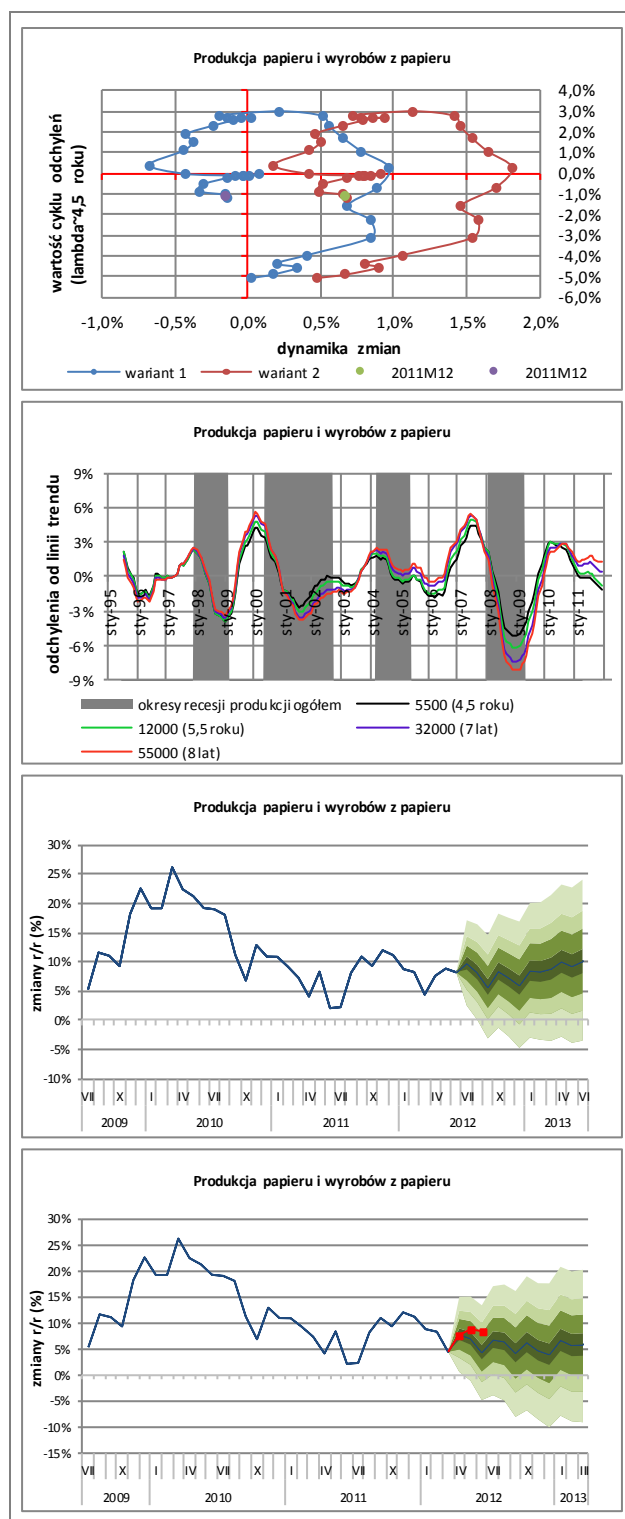 Produkcja papieru i wyrobów z papieru
wartość cyklu odchyleń
(lambda~4,5 roku)
4,0%
3,0%
2,0%
1,0%
0,0%
-1,0%
-2,0%
-3,0%
-4,0%
-5,0%
-6,0%
-1,0% -0,5% 0,0% 0,5% 1,0% 1,5% 2,0%
dynamika zmian
wariant 1 wariant 2 2011M12 2011M12
Produkcja papieru i wyrobów z papieru
odchylenia od linii trendu
9%
6%
3%
0%
-3%
-6%
-9%
sty-95 sty-96 sty-97 sty-98 sty-99 sty-00 sty-01 sty-02 sty-03 sty-04 sty-05 sty-06 sty-07 sty-08 sty-09 sty-10 sty-11
okresy recesji produkcji ogółem 5500 (4,5 roku)
12000 (5,5 roku) 32000 (7 lat)
55000 (8 lat)
Produkcja papieru i wyrobów z papieru
zmiany r/r (%)
30%
25%
20%
15%
10%
5%
0%
-5%
-10%
VII X I IV VII X I IV VII X I IV VII X I IV VI
2009 2010 2011 2012 2013
Produkcja papieru i wyrobów z papieru
zmiany r/r (%)
30%
25%
20%
15%
10%
5%
0%
-5%
-10%
-15%
VII X I IV VII X I IV VII X I IV VII X I III
2009 2010 2011 2012 2013